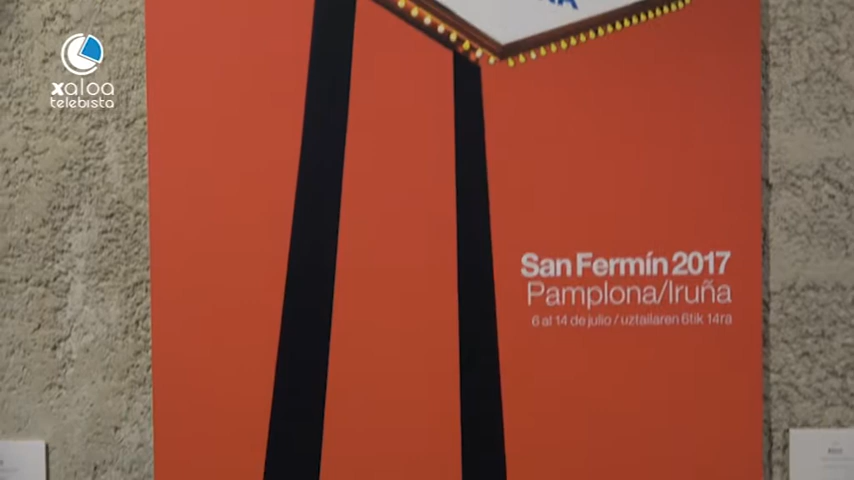 xaloa
telebista
San Fermín 2017
Pamplona/Iruña
6 al 14 de julio / uztailaren 6tik 14ra